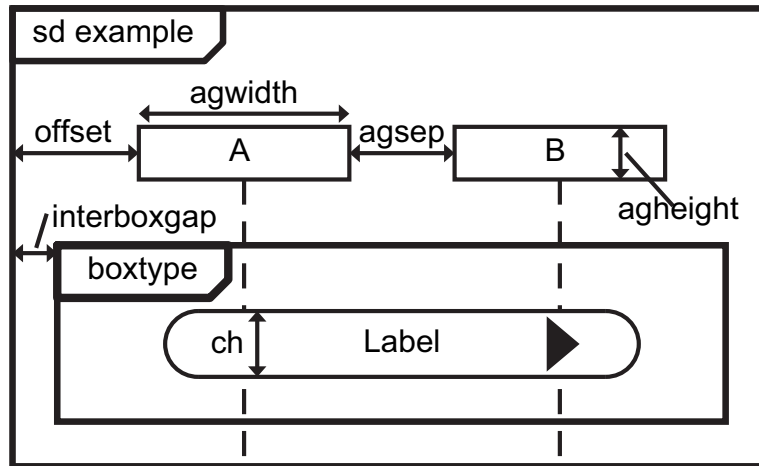 sd example
agwidth
offset
A
agsep
B
agheight
interboxgap
boxtype
ch
Label